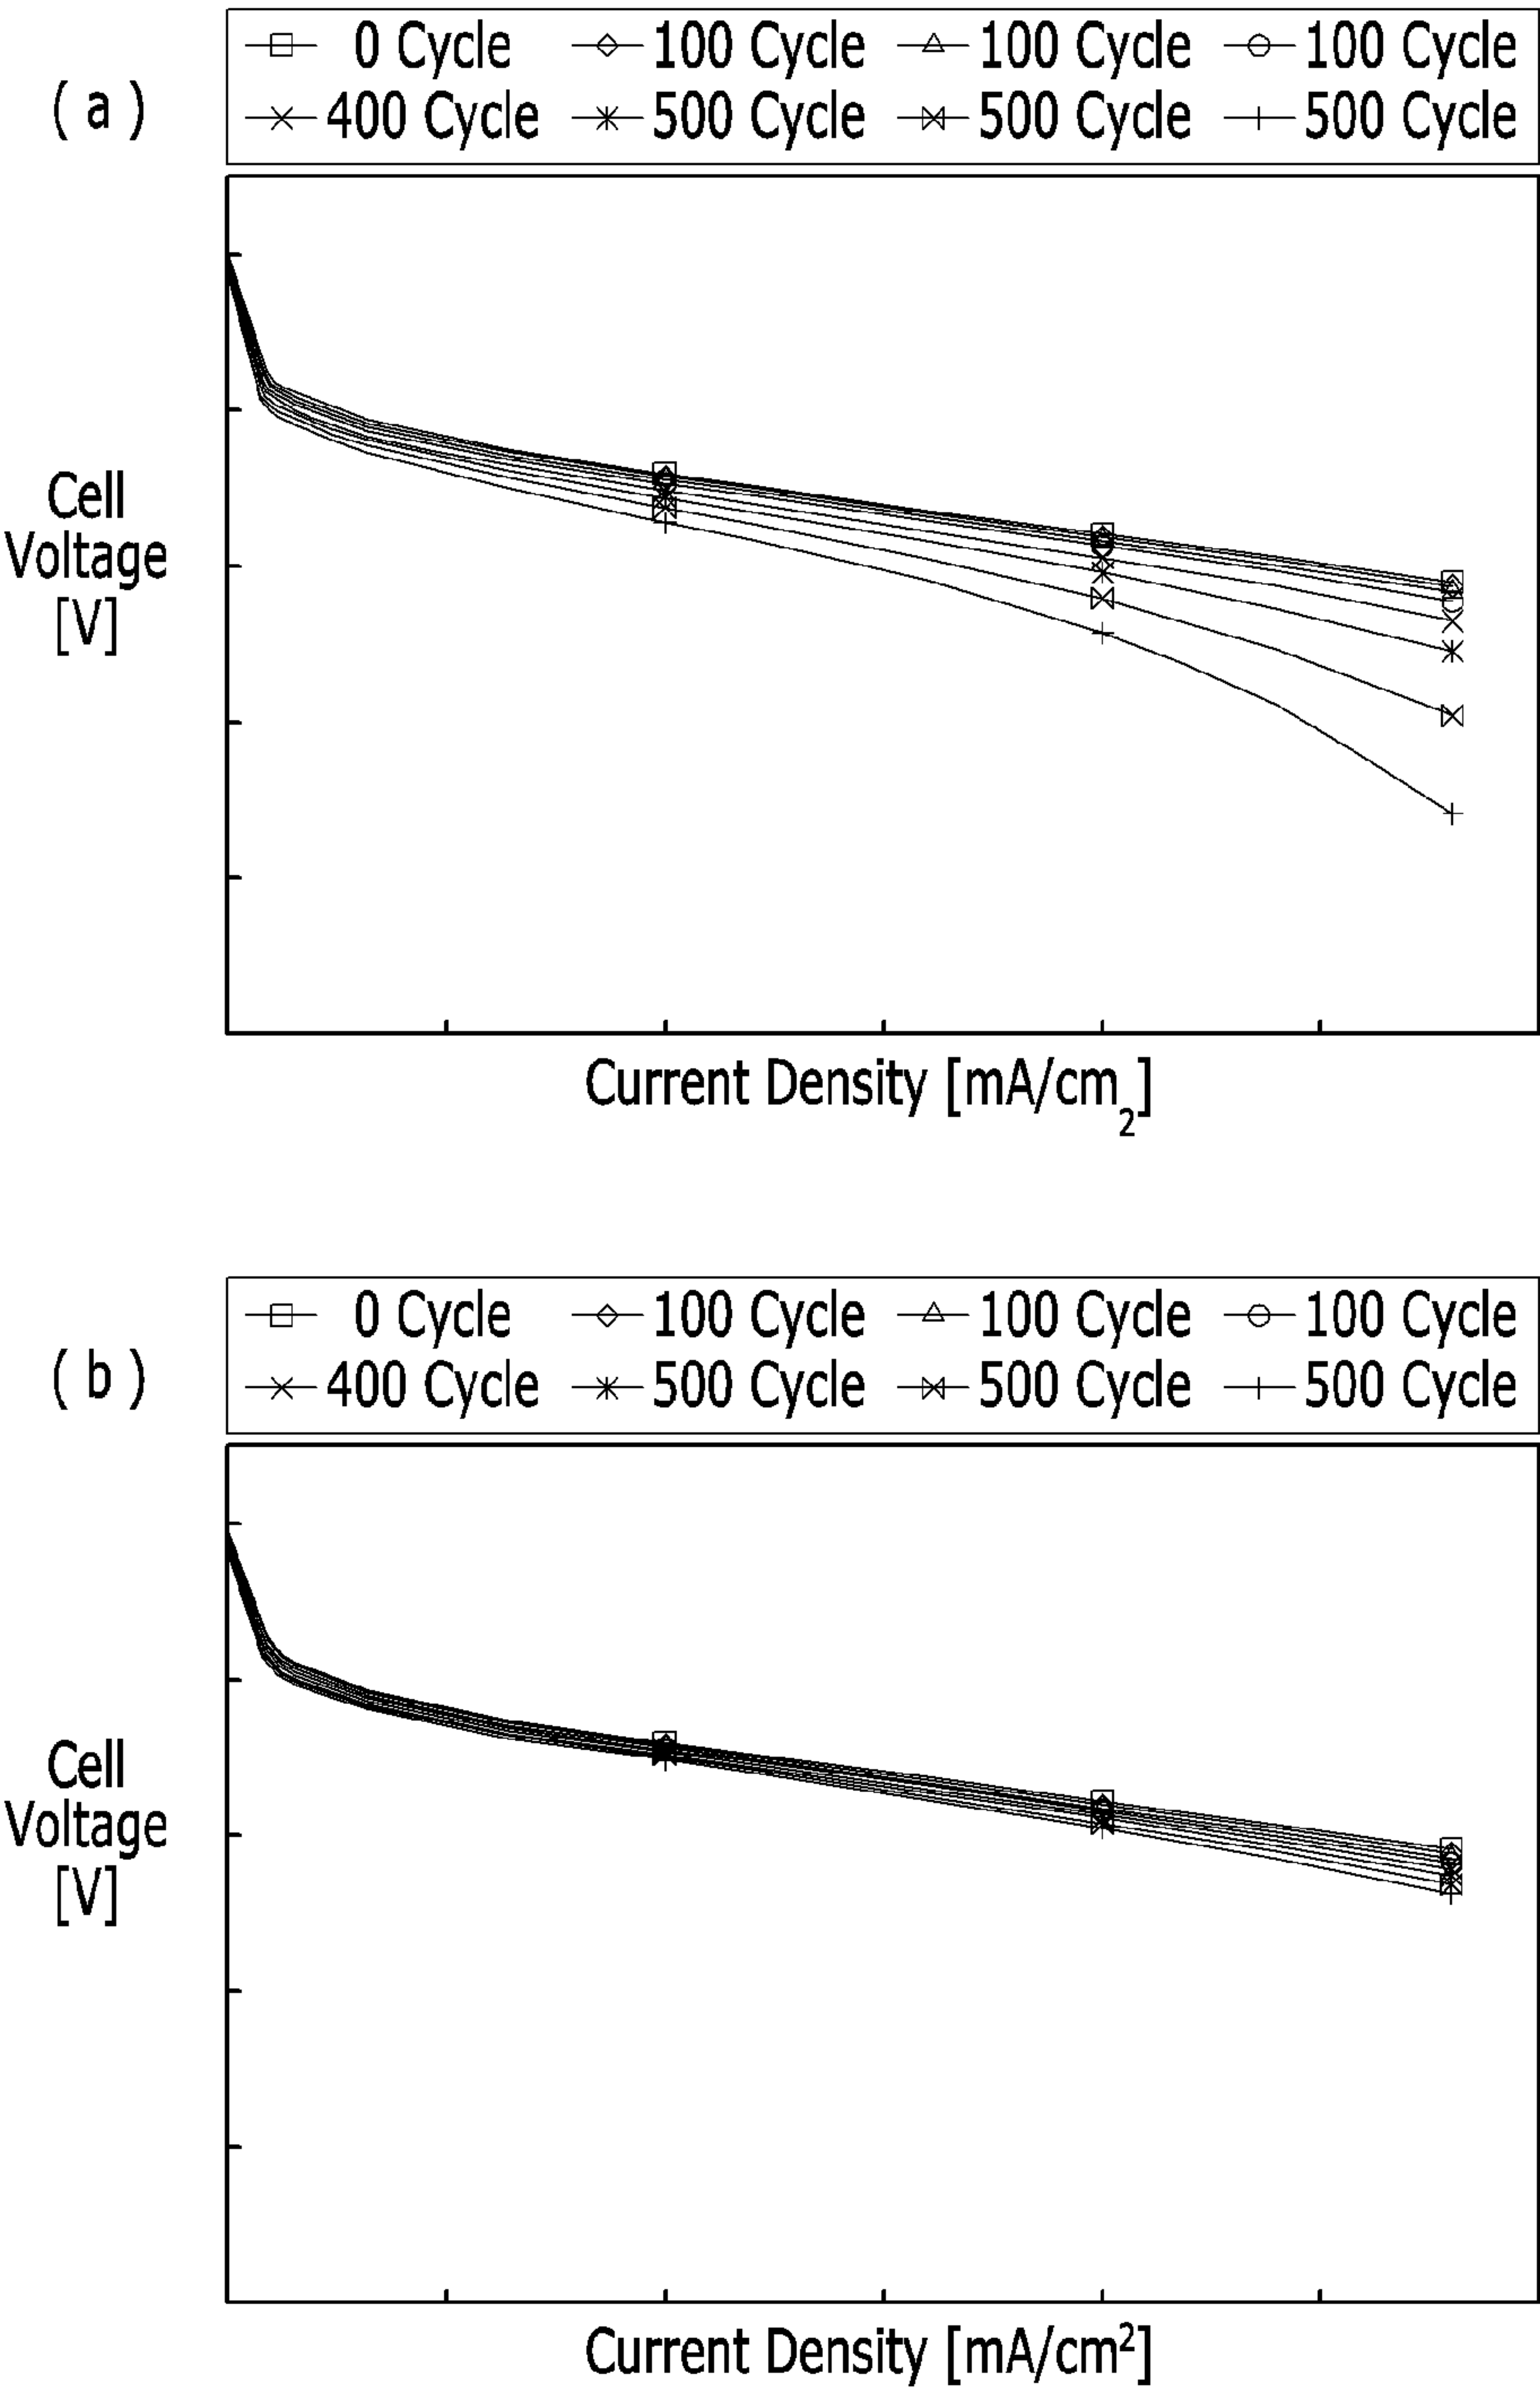 0 Cycle 100 Cycle 100 Cycle 100 Cycle
( a )
400 Cycle 500 Cycle 500 Cycle 500 Cycle
Cell
Voltage
[V]
Current Density [mA/cm₂]
0 Cycle 100 Cycle 100 Cycle 100 Cycle
( b )
400 Cycle 500 Cycle 500 Cycle 500 Cycle
Cell
Voltage
[V]
Current Density [mA/cm²]